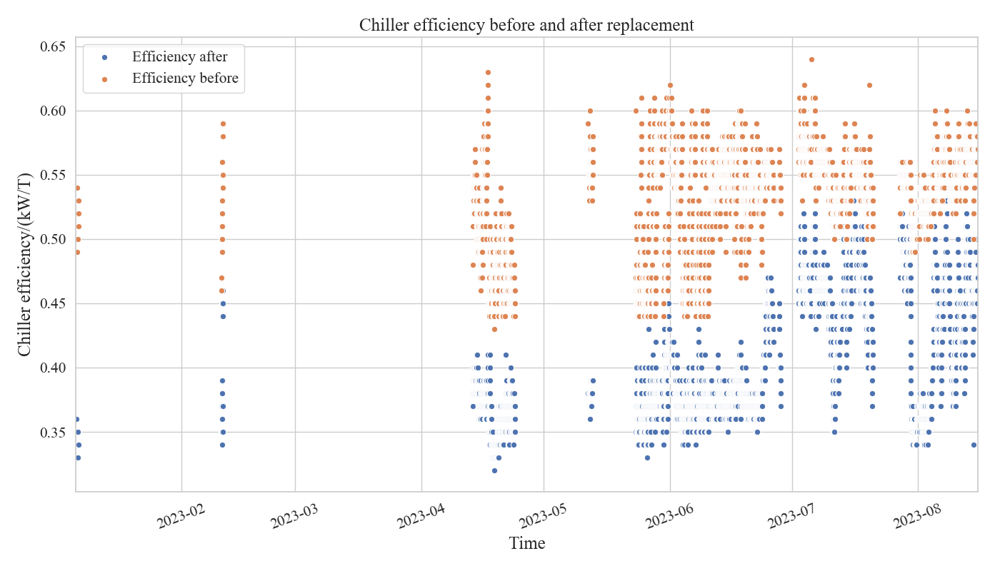 Chiller efficiency before and after replacement
Efficiency after
Efficiency before
Chiller efficiency/(kW/T)
0.65
0.60
0.55
0.50
0.45
0.40
0.35
2023-02
2023-03
2023-04
2023-05
2023-06
2023-07
2023-08
Time